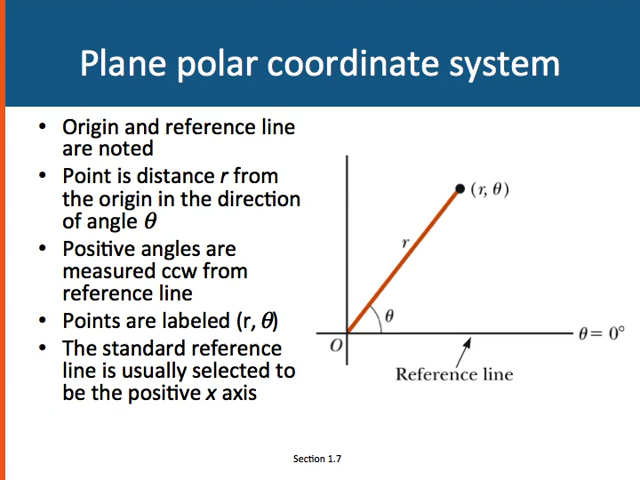 Plane polar coordinate system
• Origin and reference line
are noted
• Point is distance r from
the origin in the direction
of angle θ
• Positive angles are
measured ccw from
reference line
• Points are labeled (r, θ)
• The standard reference
line is usually selected to
be the positive x axis
(r, θ)
r
θ
θ = 0°
O
Reference line
Section 1.7